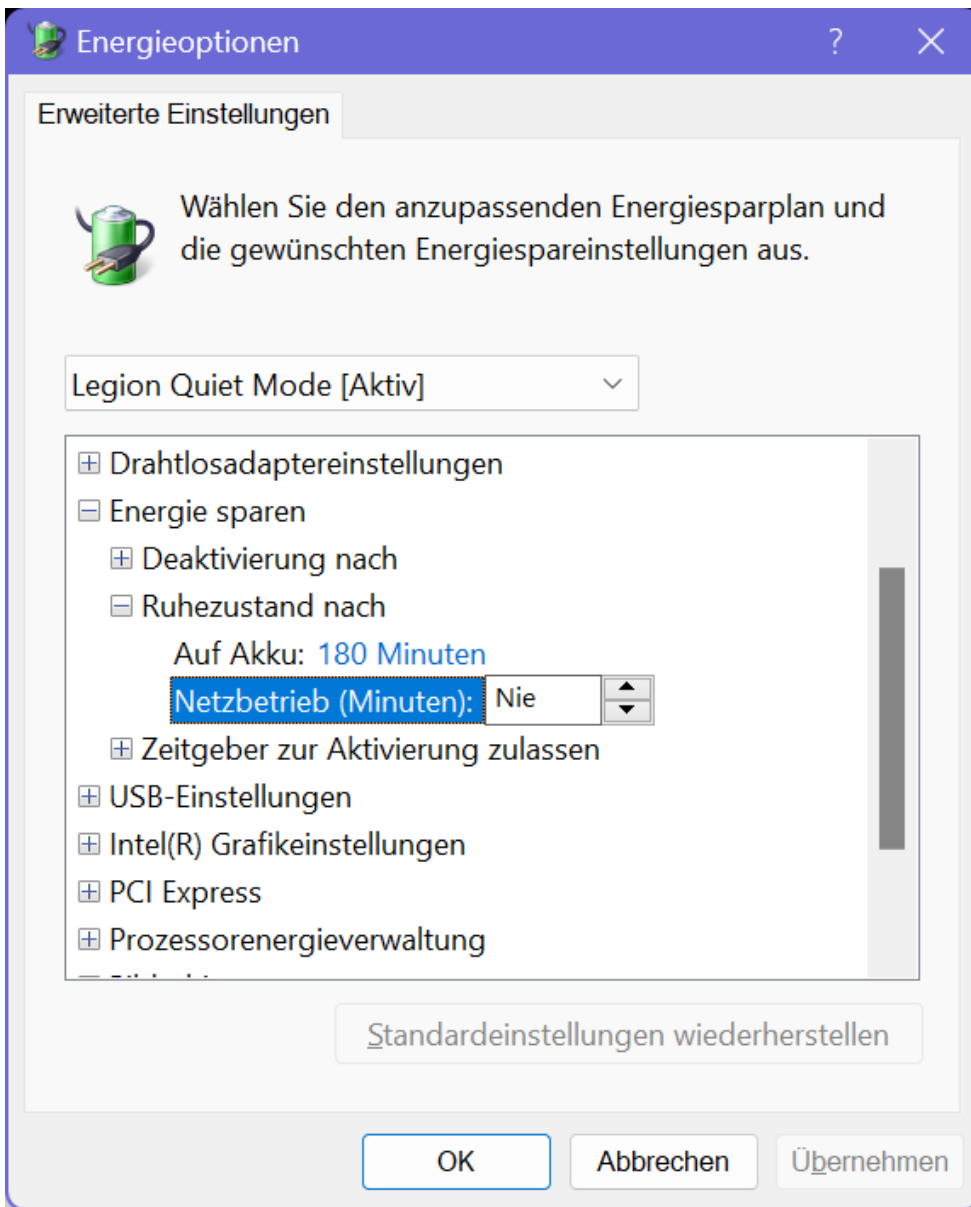 Energieoptionen
Erweiterte Einstellungen
Wählen Sie den anzupassenden Energiesparplan und
die gewünschten Energiespareinstellungen aus.
Legion Quiet Mode [Aktiv]
Drahtlosadaptereinstellungen
Energie sparen
Deaktivierung nach
Ruhezustand nach
Auf Akku: 180 Minuten
Netzbetrieb (Minuten): Nie
Zeitgeber zur Aktivierung zulassen
USB-Einstellungen
Intel(R) Grafikeinstellungen
PCI Express
Prozessorenergieverwaltung
Standardeinstellungen wiederherstellen
OK Abbrechen Übernehmen